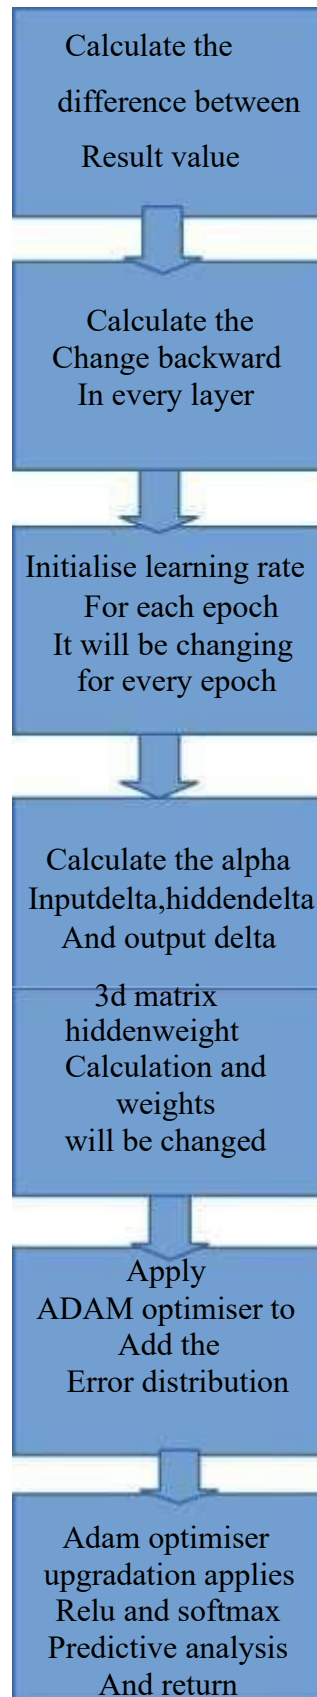 Calculate the
difference between
Result value
Calculate the
Change backward
In every layer
Initialise learning rate
For each epoch
It will be changing
for every epoch
Calculate the alpha
Inputdelta,hiddendelta
And output delta
3d matrix
hiddenweight
Calculation and
weights
will be changed
Apply
ADAM optimiser to
Add the
Error distribution
Adam optimiser
upgradation applies
Relu and softmax
Predictive analysis
And return